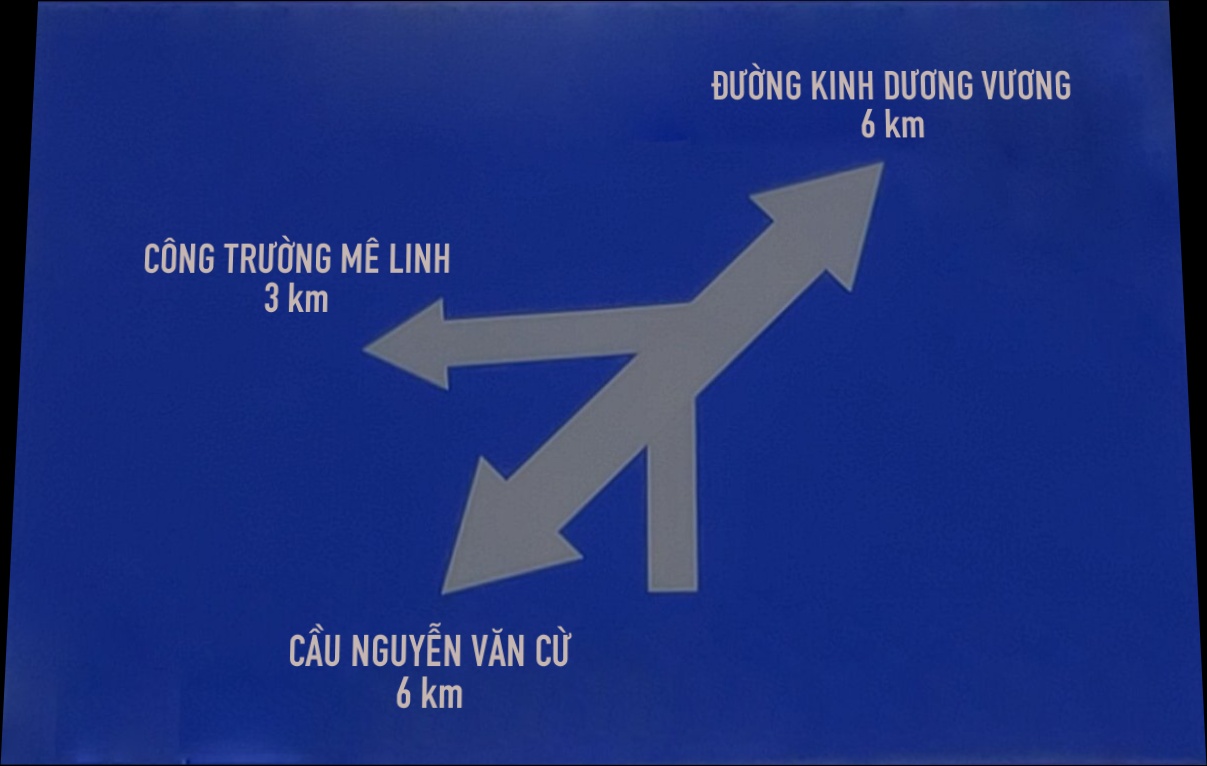 ĐƯỜNG KINH DƯƠNG VƯƠNG
6 km
CÔNG TRƯỜNG MÊ LINH
3 km
CẦU NGUYỄN VĂN CỪ
6 km